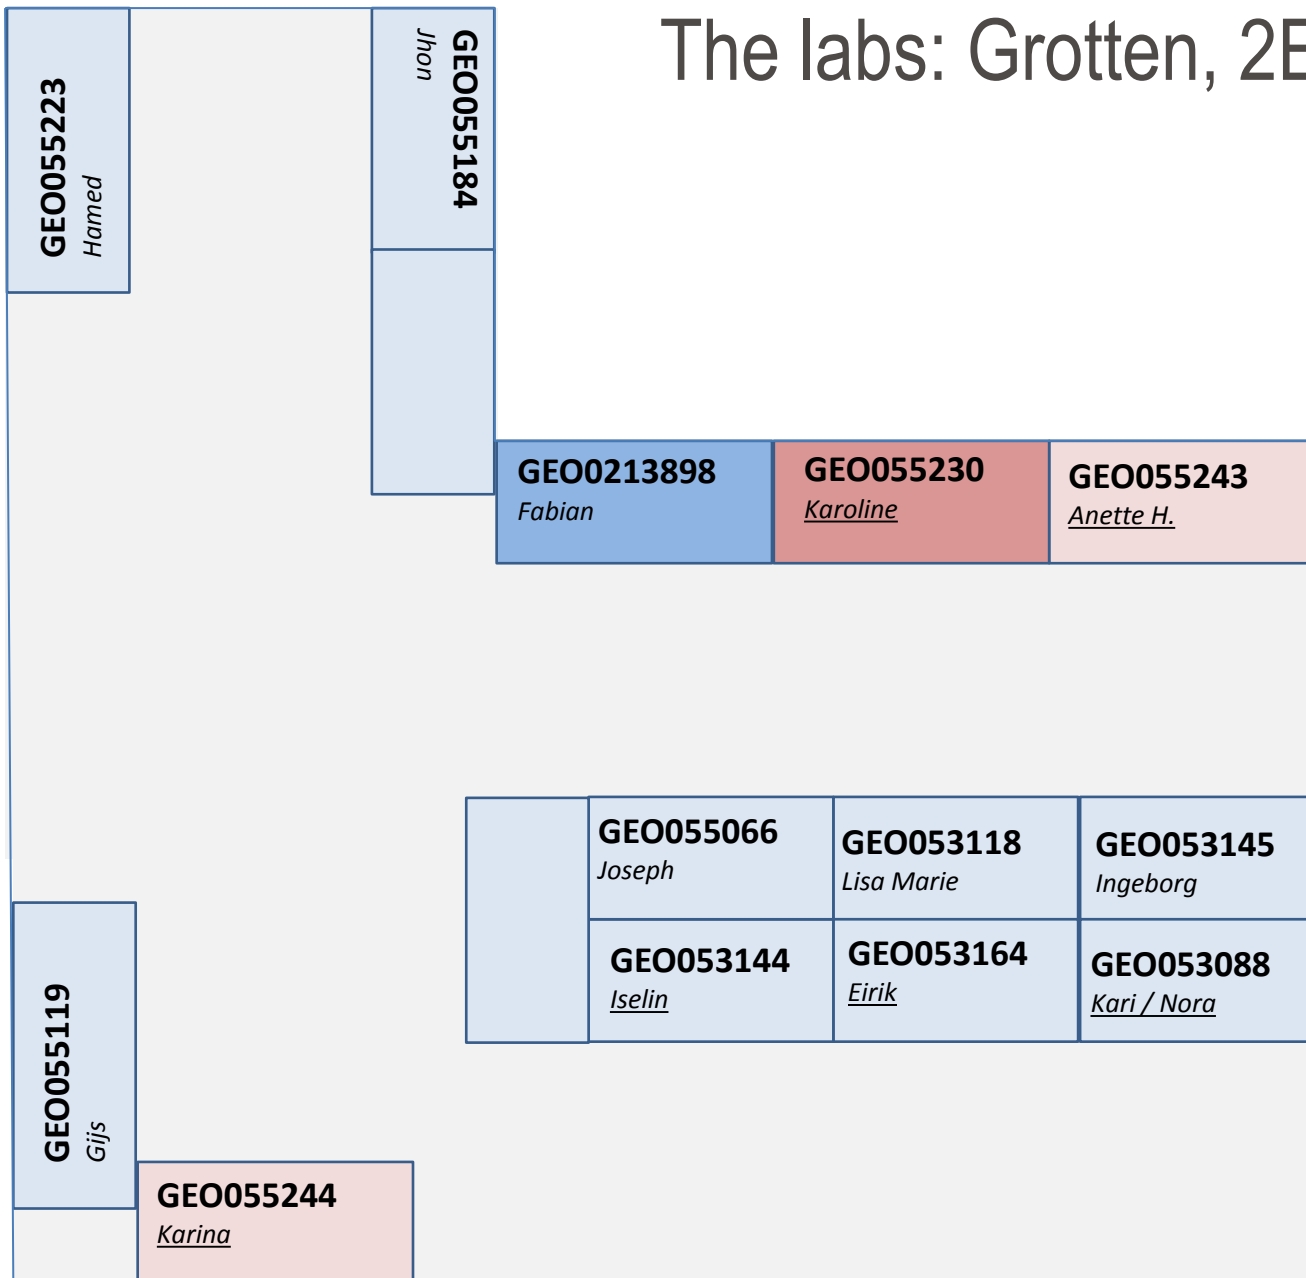 The labs: Grotten, 2E
GEO055223
Hamed
GEO055184
Jhon
GEO0213898
Fabian
GEO055230
Karoline
GEO055243
Anette H.
GEO055066
Joseph
GEO053118
Lisa Marie
GEO053145
Ingeborg
GEO053144
Iselin
GEO053164
Eirik
GEO053088
Kari / Nora
GEO055119
Gijs
GEO055244
Karina